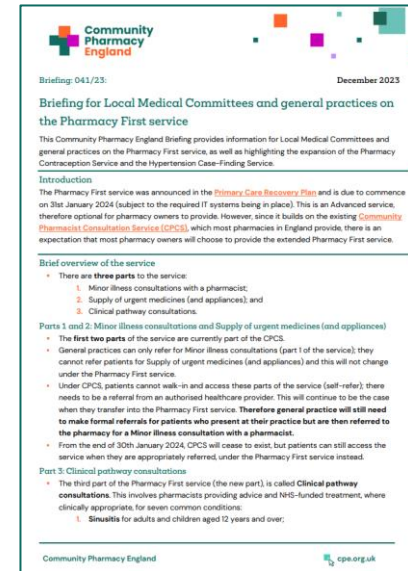 Community
Pharmacy
England
Briefing: 041/23:
December 2023
Briefing for Local Medical Committees and general practices on
the Pharmacy First service
This Community Pharmacy England Briefing provides information for Local Medical Committees and
general practices on the Pharmacy First service, as well as highlighting the expansion of the Pharmacy
Contraception Service and the Hypertension Case-Finding Service.
Introduction
The Pharmacy First service was announced in the Primary Care Recovery Plan and is due to commence
on 31st January 2024 (subject to the required IT systems being in place). This is an Advanced service,
therefore optional for pharmacy owners to provide. However, since it builds on the existing Community
Pharmacist Consultation Service (CPCS), which most pharmacies in England provide, there is an
expectation that most pharmacy owners will choose to provide the extended Pharmacy First service.
Brief overview of the service
• There are three parts to the service:
1. Minor illness consultations with a pharmacist;
2. Supply of urgent medicines (and appliances); and
3. Clinical pathway consultations.
Parts 1 and 2: Minor illness consultations and Supply of urgent medicines (and appliances)
• The first two parts of the service are currently part of the CPCS.
• General practices can only refer for Minor illness consultations (part 1 of the service); they
cannot refer patients for Supply of urgent medicines (and appliances) and this will not change
under the Pharmacy First service.
• Under CPCS, patients cannot walk-in and access these parts of the service (self-refer); there
needs to be a referral from an authorised healthcare provider. This will continue to be the case
when they transfer into the Pharmacy First service. Therefore general practice will still need
to make formal referrals for patients who present at their practice but are then referred to
the pharmacy for a Minor illness consultation with a pharmacist.
• From the end of 30th January 2024, CPCS will cease to exist, but patients can still access the
service when they are appropriately referred, under the Pharmacy First service instead.
Part 3: Clinical pathway consultations
• The third part of the Pharmacy First service (the new part), is called Clinical pathway
consultations. This involves pharmacists providing advice and NHS-funded treatment, where
clinically appropriate, for seven common conditions:
1. Sinusitis for adults and children aged 12 years and over;
Community Pharmacy England
cpe.org.uk